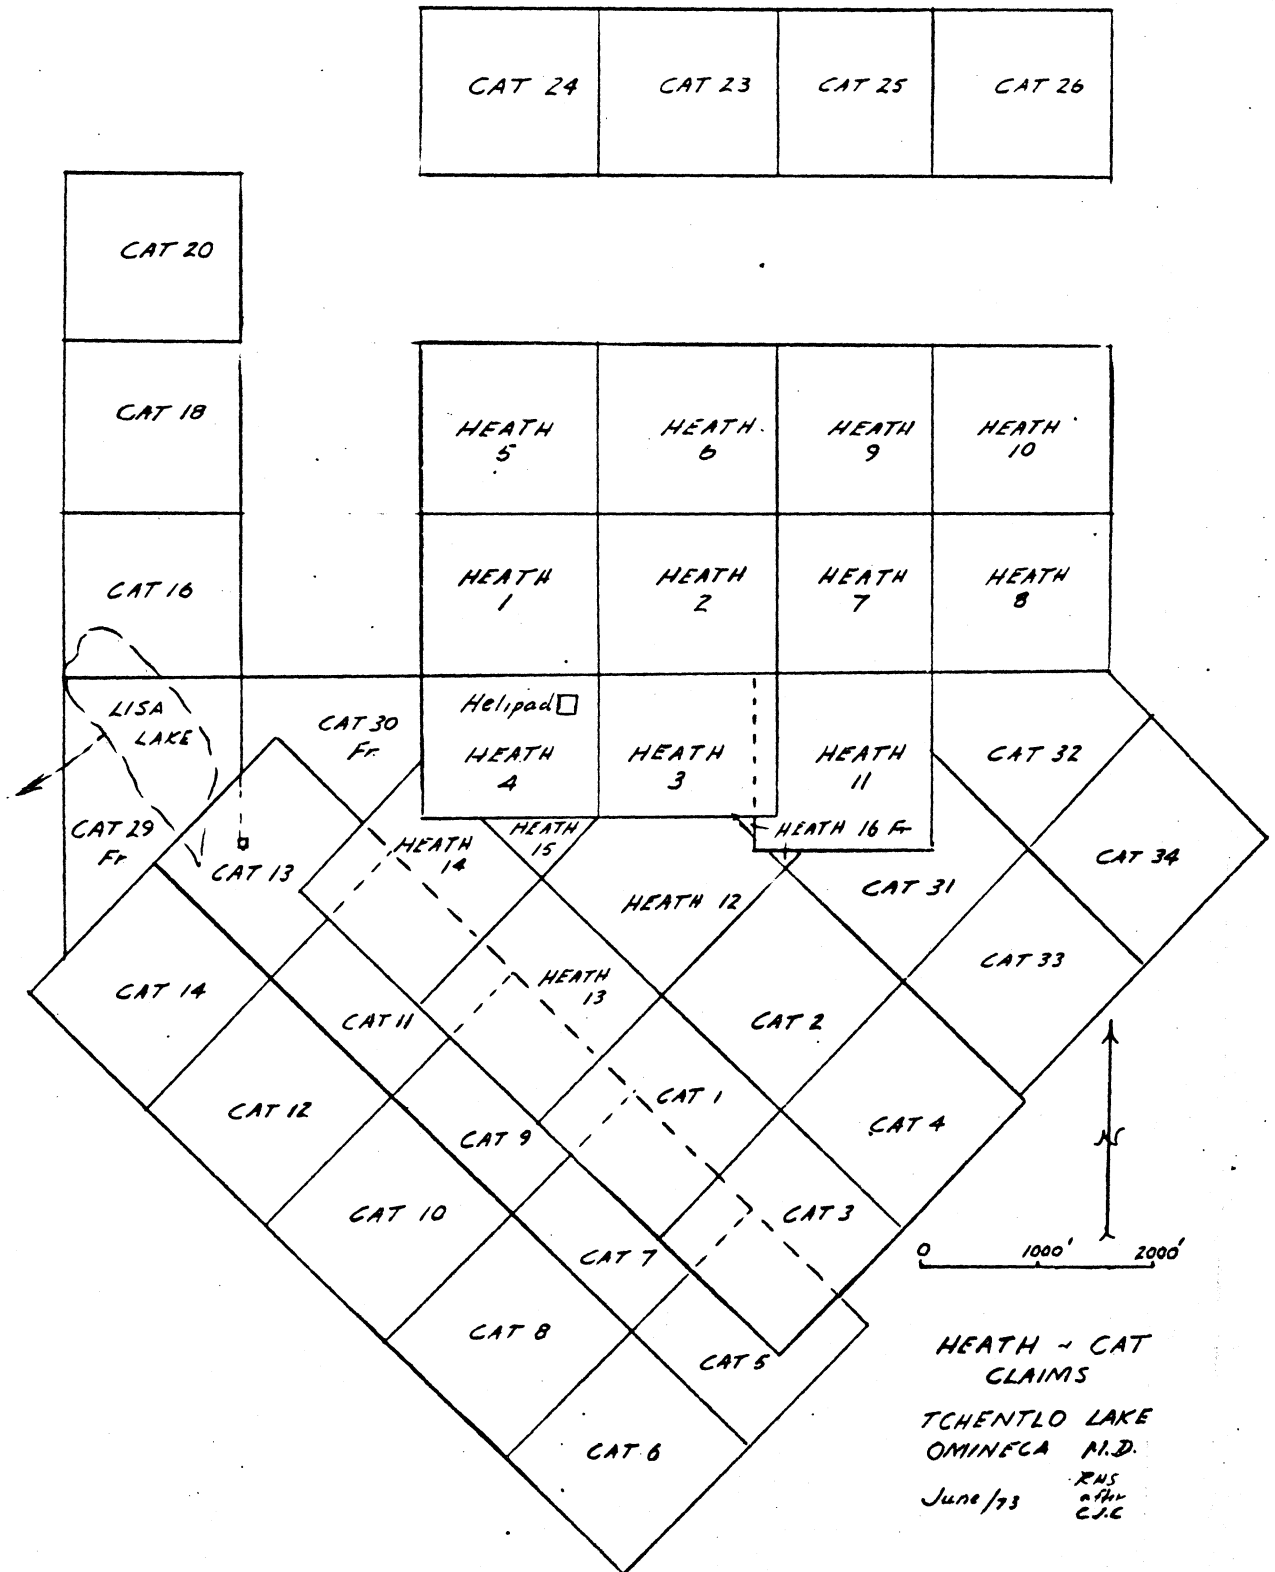 CAT 24
CAT 23
CAT 25
CAT 26
CAT 20
CAT 18
HEATH
5
HEATH
6
HEATH
9
HEATH
10
CAT 16
HEATH
1
HEATH
2
HEATH
7
HEATH
8
LISA
LAKE
CAT 30
Fr.
Helipad
HEATH
4
HEATH
3
HEATH
11
CAT 32
CAT 29
Fr
CAT 13
HEATH
14
HEATH
15
HEATH 16 Fr
CAT 31
CAT 34
HEATH 12
CAT 14
CAT 11
HEATH
13
CAT 2
CAT 33
CAT 12
CAT 9
CAT 1
CAT 4
N
CAT 10
CAT 7
CAT 3
0 1000' 2000'
CAT 8
CAT 5
CAT 6
HEATH - CAT
CLAIMS
TCHENTLO LAKE
OMINECA M.D.
June/73
RHS
after
CJ.C